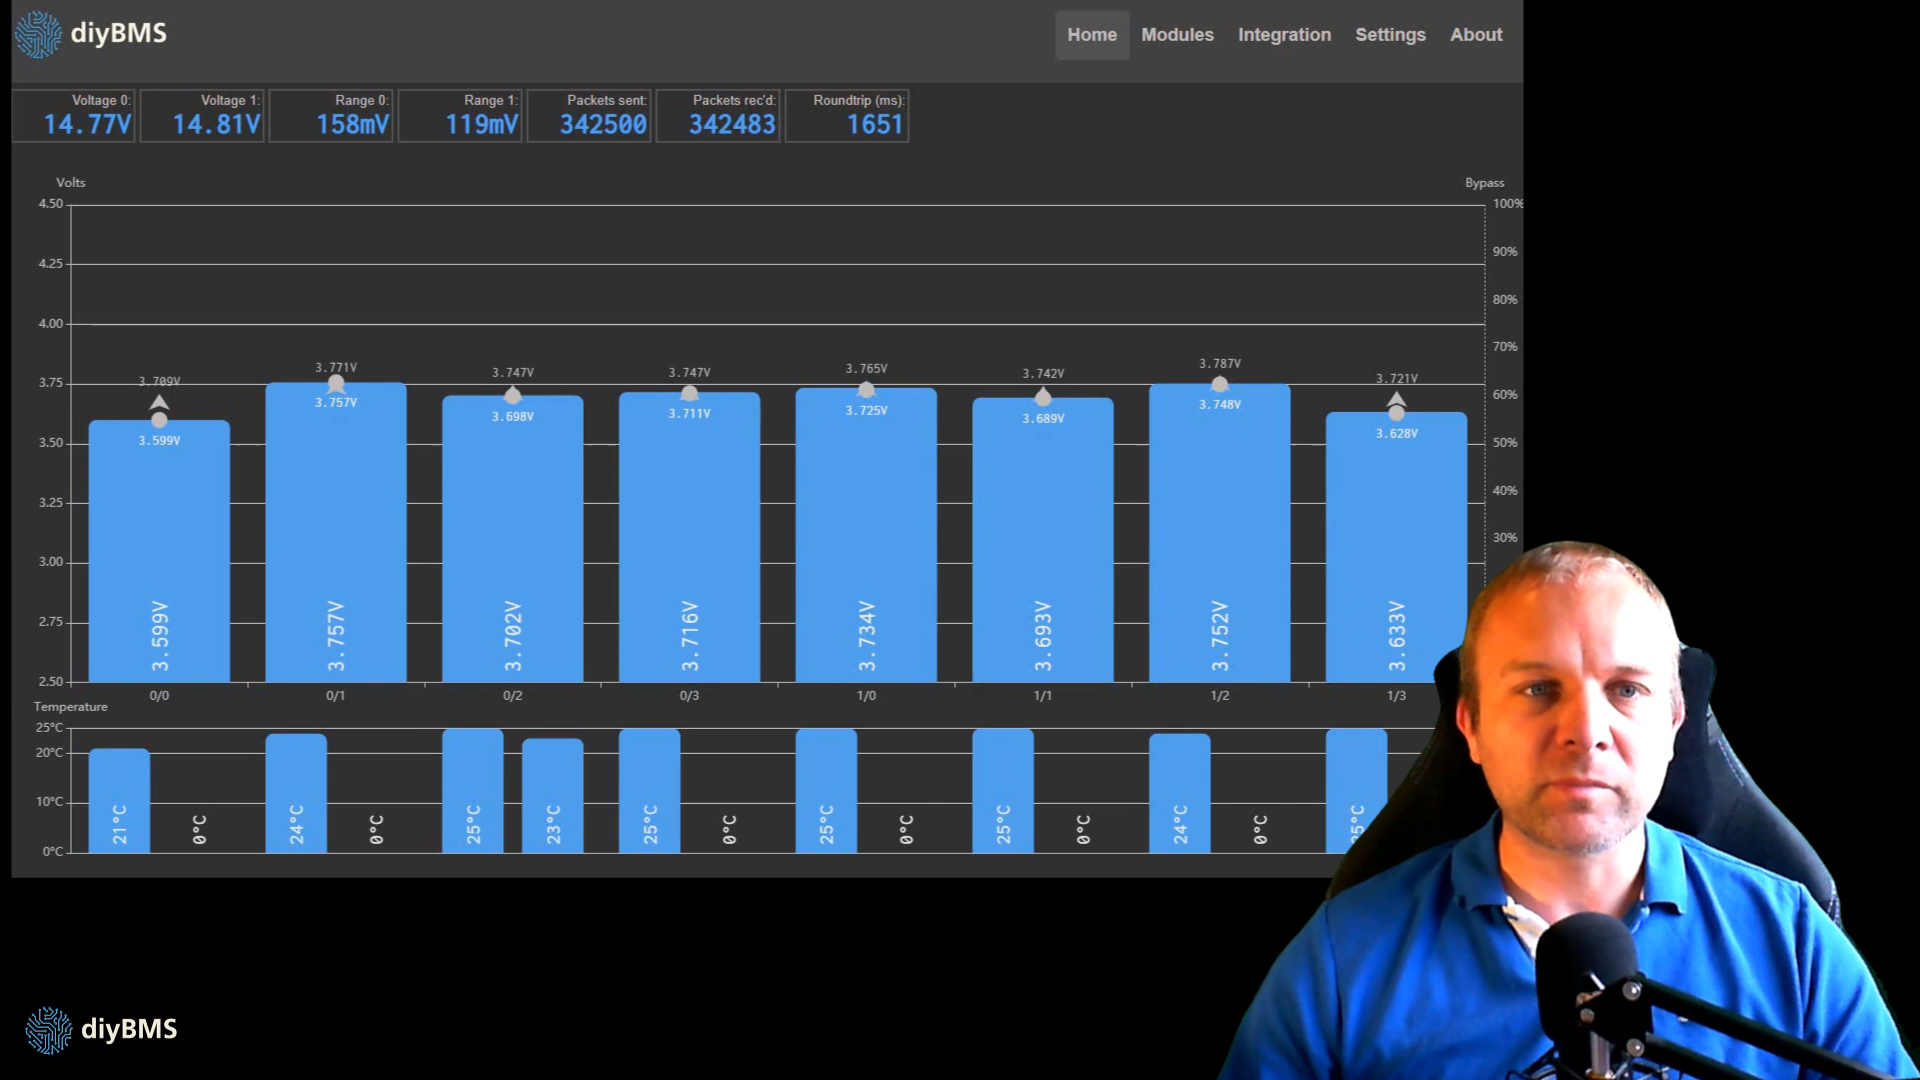 diyBMS
Home Modules Integration Settings About
Voltage 0: Voltage 1: Range 0: Range 1: Packets sent: Packets rec'd: Roundtrip (ms):
14.77V 14.81V 158mV 119mV 342500 342483 1651
Volts Bypass
4.50 100%
90%
4.25
80%
4.00
70%
3.771V 3.747V 3.747V 3.765V 3.742V 3.787V 3.721V
3.75 3.709V
60%
3.757V 3.698V 3.711V 3.725V 3.689V 3.748V 3.628V
3.50 3.599V 50%
40%
3.25
30%
3.00
2.75
3.599V 3.757V 3.702V 3.716V 3.734V 3.693V 3.752V 3.633V
2.50
0/0 0/1 0/2 0/3 1/0 1/1 1/2 1/3
Temperature
25°C
20°C
10°C
21°C 0°C 24°C 0°C 25°C 23°C 25°C 0°C 25°C 0°C 25°C 0°C 24°C 0°C 25°C
0°C
diyBMS